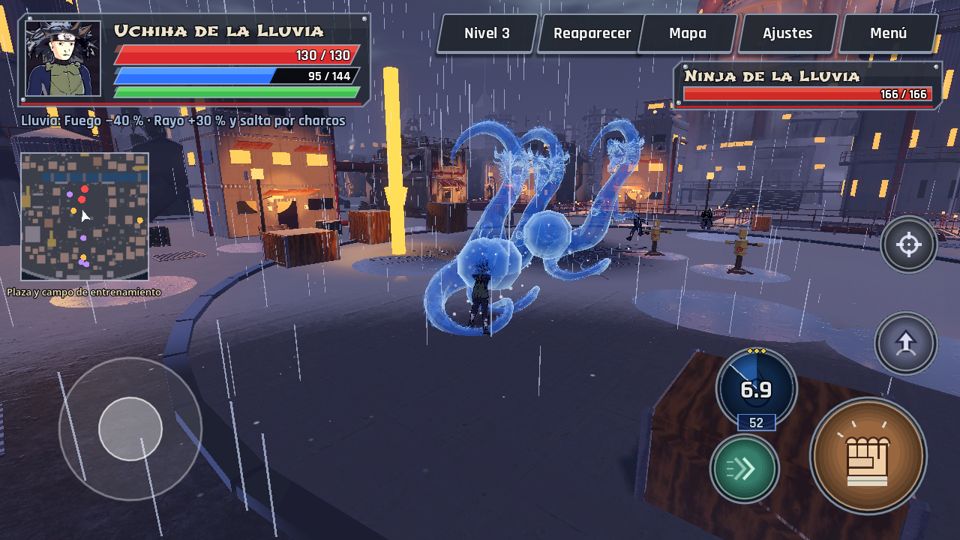 Uchiha de la Lluvia
130 / 130
95 / 144
Lluvia: Fuego −40 % · Rayo +30 % y salta por charcos
Nivel 3
Reaparecer
Mapa
Ajustes
Menú
Ninja de la Lluvia
166 / 166
Plaza y campo de entrenamiento
6.9
52